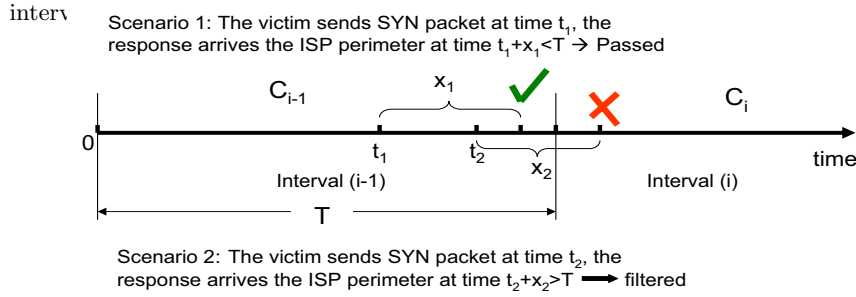 Scenario 1: The victim sends SYN packet at time t₁, the
response arrives the ISP perimeter at time t₁+x₁<T → Passed
Cᵢ₋₁
x₁
Cᵢ
0
t₁
t₂
x₂
time
Interval (i-1)
Interval (i)
T
Scenario 2: The victim sends SYN packet at time t₂, the
response arrives the ISP perimeter at time t₂+x₂>T → filtered